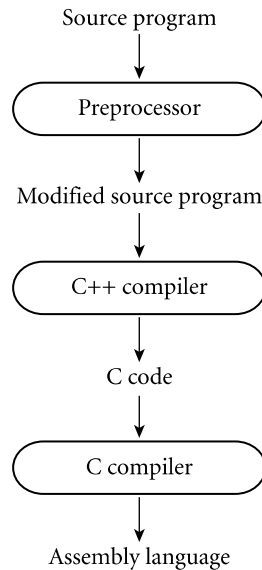 Source program
Preprocessor
Modified source program
C++ compiler
C code
C compiler
Assembly language